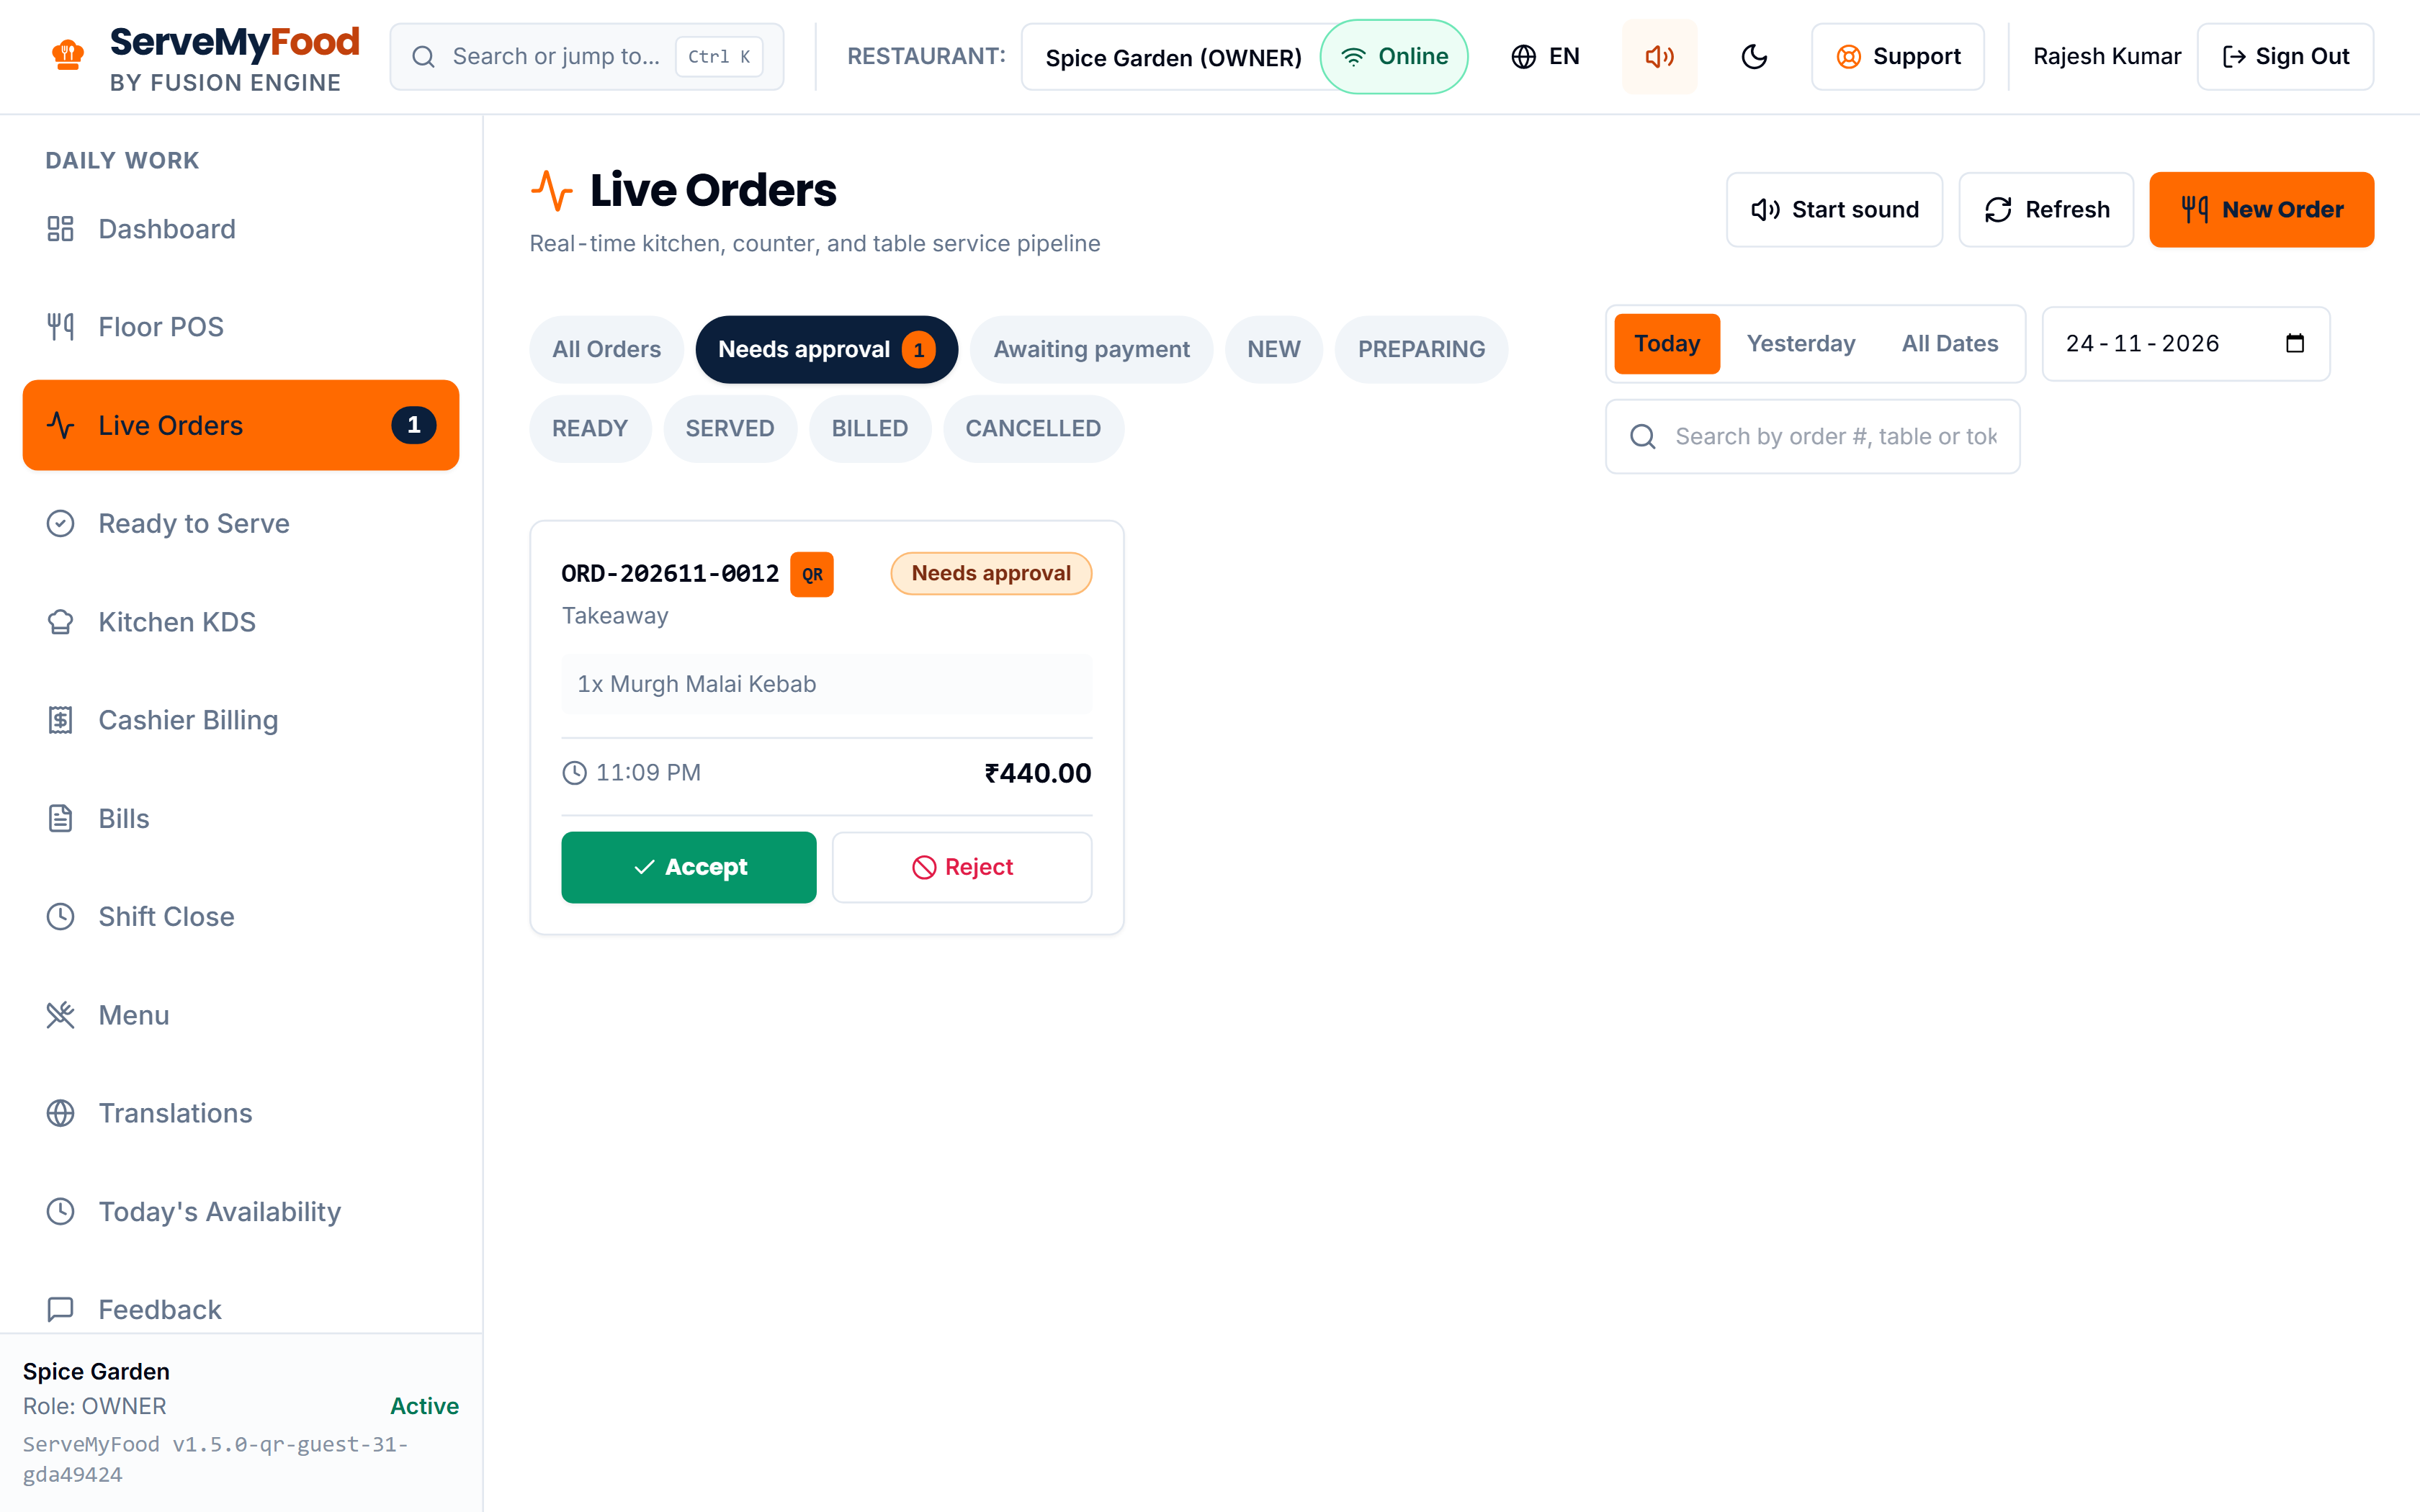 ServeMyFood
BY FUSION ENGINE
Search or jump to... Ctrl K
RESTAURANT: Spice Garden (OWNER) Online EN Support Rajesh Kumar Sign Out
DAILY WORK
Dashboard
Floor POS
Live Orders 1
Ready to Serve
Kitchen KDS
Cashier Billing
Bills
Shift Close
Menu
Translations
Today's Availability
Feedback
Spice Garden
Role: OWNER Active
ServeMyFood v1.5.0-qr-guest-31-
gda49424
Live Orders
Real-time kitchen, counter, and table service pipeline
Start sound Refresh New Order
All Orders Needs approval 1 Awaiting payment NEW PREPARING
READY SERVED BILLED CANCELLED
Today Yesterday All Dates 24-11-2026
Search by order #, table or tok
ORD-202611-0012 QR Needs approval
Takeaway
1x Murgh Malai Kebab
11:09 PM ₹440.00
Accept Reject